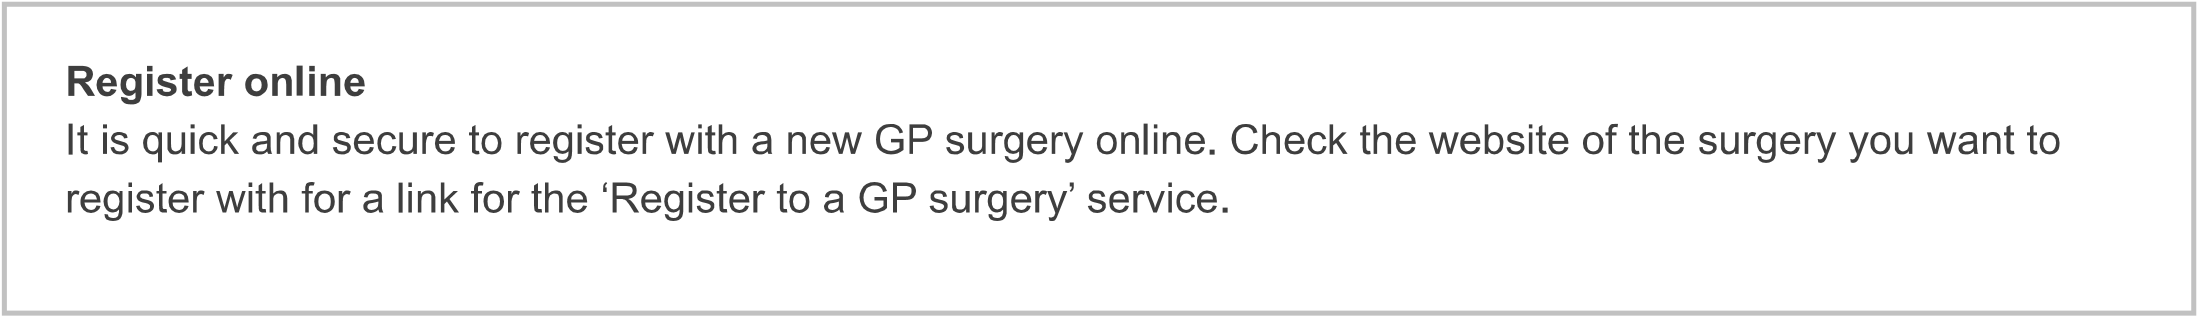 Register online
It is quick and secure to register with a new GP surgery online. Check the website of the surgery you want to
register with for a link for the ‘Register to a GP surgery’ service.